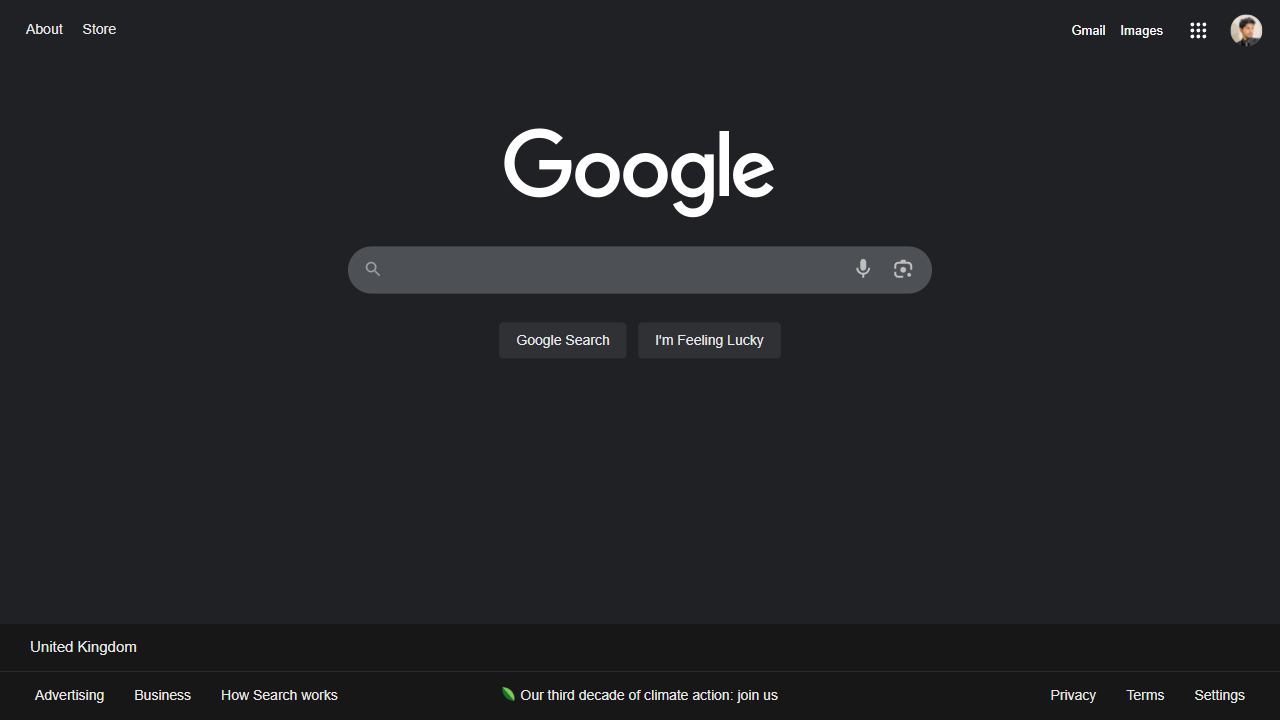 About Store
Gmail Images
Google
Google Search I'm Feeling Lucky
United Kingdom
Advertising Business How Search works Our third decade of climate action: join us Privacy Terms Settings